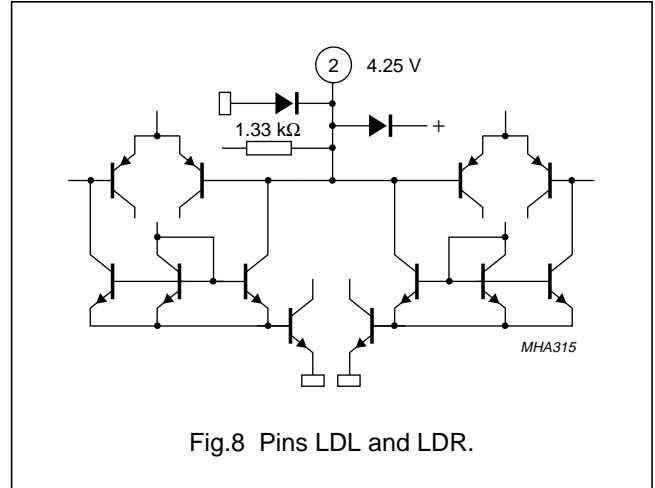 2 4.25 V
1.33 kΩ
+
MHA315
Fig.8 Pins LDL and LDR.